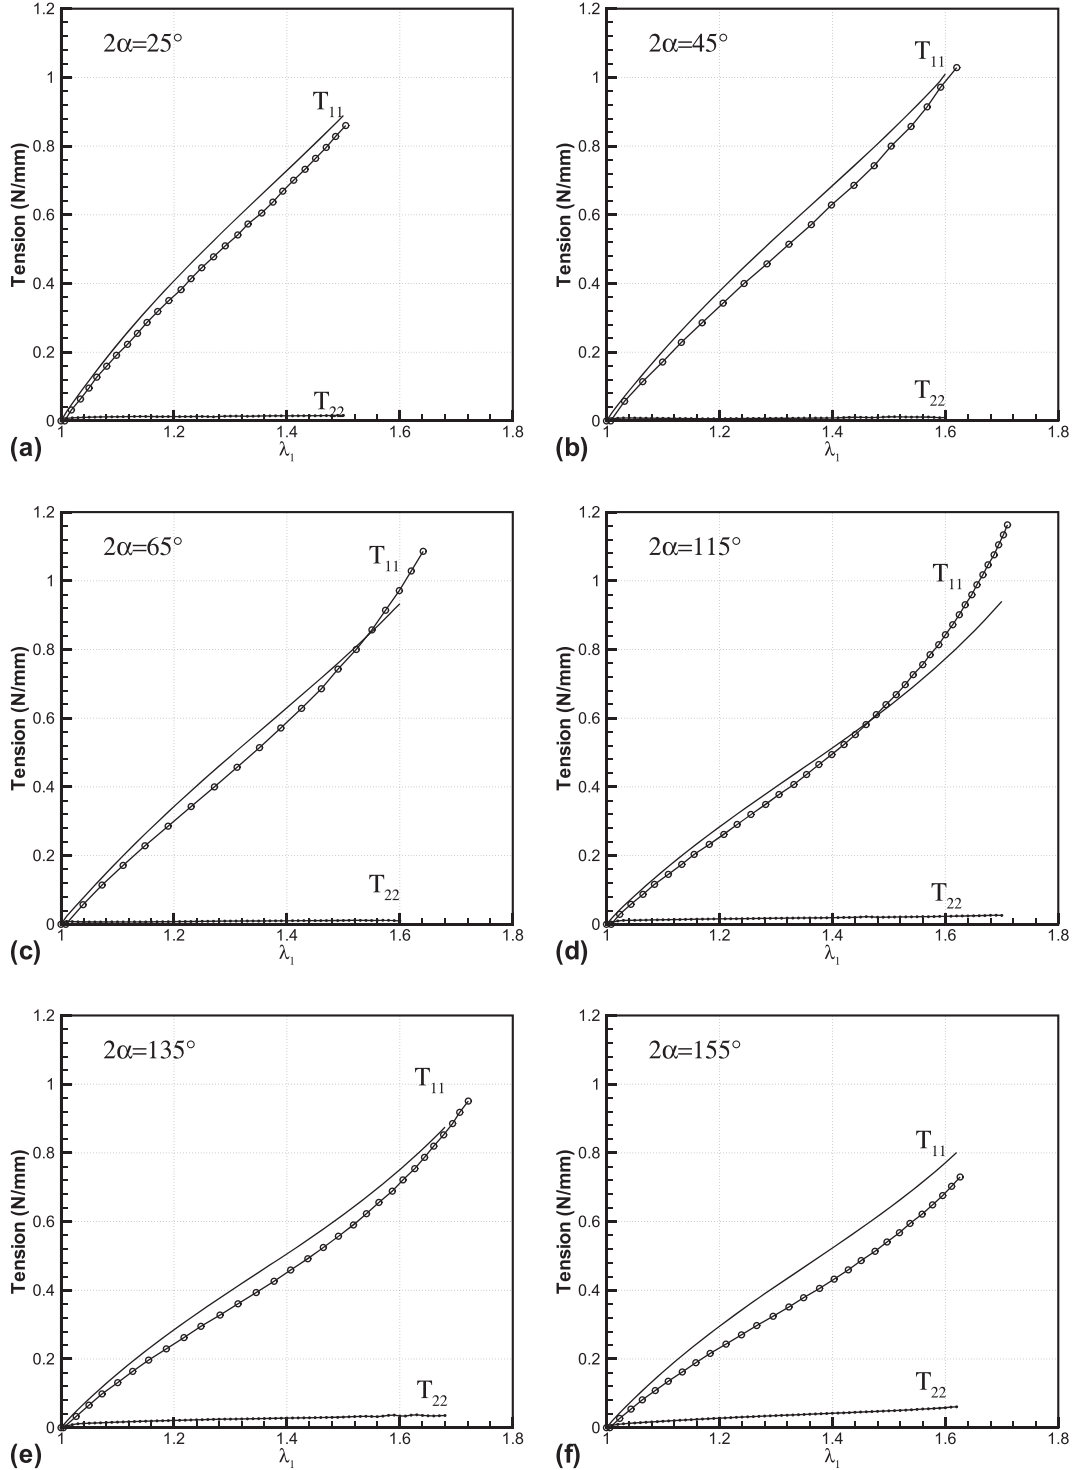 1.2
2α=25°
1
T11
0.8
0.6
Tension (N/mm)
0.4
0.2
T22
0
1 1.2 1.4 1.6 1.8
(a) λ1
1.2
2α=45°
T11
1
0.8
0.6
Tension (N/mm)
0.4
0.2
T22
0
1 1.2 1.4 1.6 1.8
(b) λ1
1.2
2α=65°
T11
1
0.8
0.6
Tension (N/mm)
0.4
0.2
T22
0
1 1.2 1.4 1.6 1.8
(c) λ1
1.2
2α=115°
T11
1
0.8
0.6
Tension (N/mm)
0.4
0.2
T22
0
1 1.2 1.4 1.6 1.8
(d) λ1
1.2
2α=135°
T11
1
0.8
0.6
Tension (N/mm)
0.4
0.2
T22
0
1 1.2 1.4 1.6 1.8
(e) λ1
1.2
2α=155°
1
T11
0.8
0.6
Tension (N/mm)
0.4
0.2
T22
0
1 1.2 1.4 1.6 1.8
(f) λ1